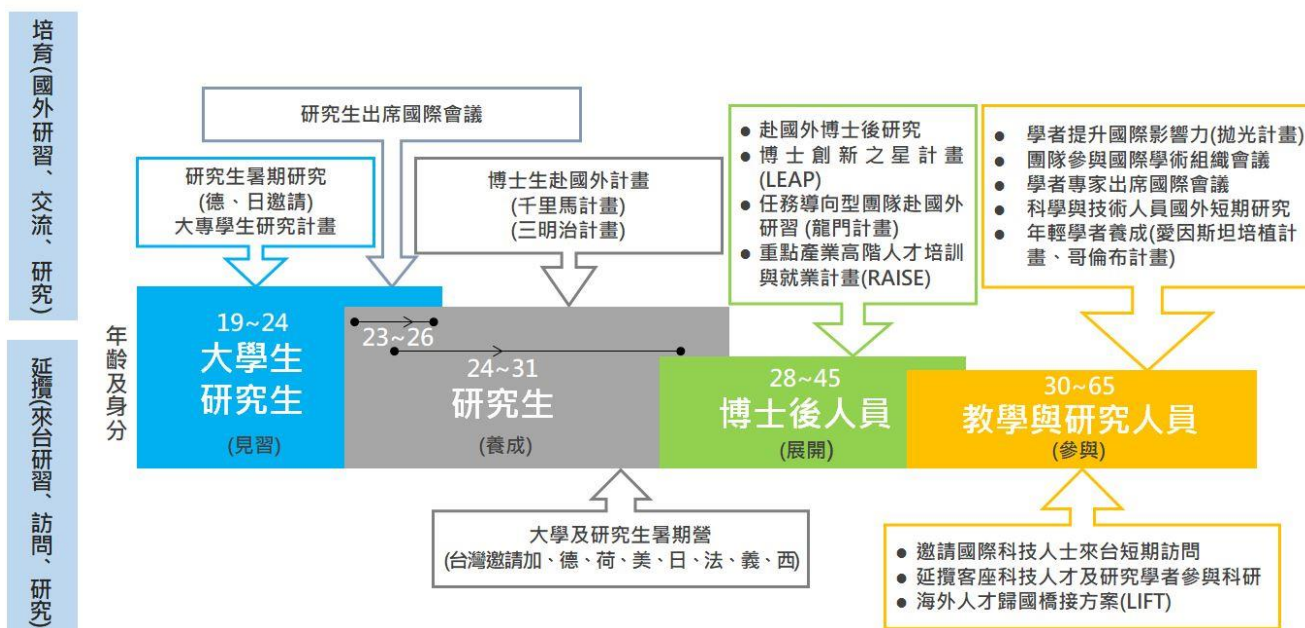 培育(國外研習、交流、研究)
研究生出席國際會議
研究生暑期研究
(德、日邀請)
大專學生研究計畫
博士生赴國外計畫
(千里馬計畫)
(三明治計畫)
● 赴國外博士後研究
● 博士創新之星計畫
(LEAP)
● 任務導向型團隊赴國外
研習 (龍門計畫)
● 重點產業高階人才培訓
與就業計畫(RAISE)
● 學者提升國際影響力(拋光計畫)
● 團隊參與國際學術組織會議
● 學者專家出席國際會議
● 科學與技術人員國外短期研究
● 年輕學者養成(愛因斯坦培植計
畫、哥倫布計畫)
年齡及身分
19~24
大學生
研究生
(見習)
23~26
24~31
研究生
(養成)
28~45
博士後人員
(展開)
30~65
教學與研究人員
(參與)
延攬(來台研習、訪問、研究)
大學及研究生暑期營
(台灣邀請加、德、荷、美、日、法、義、西)
● 邀請國際科技人士來台短期訪問
● 延攬客座科技人才及研究學者參與科研
● 海外人才歸國橋接方案(LIFT)